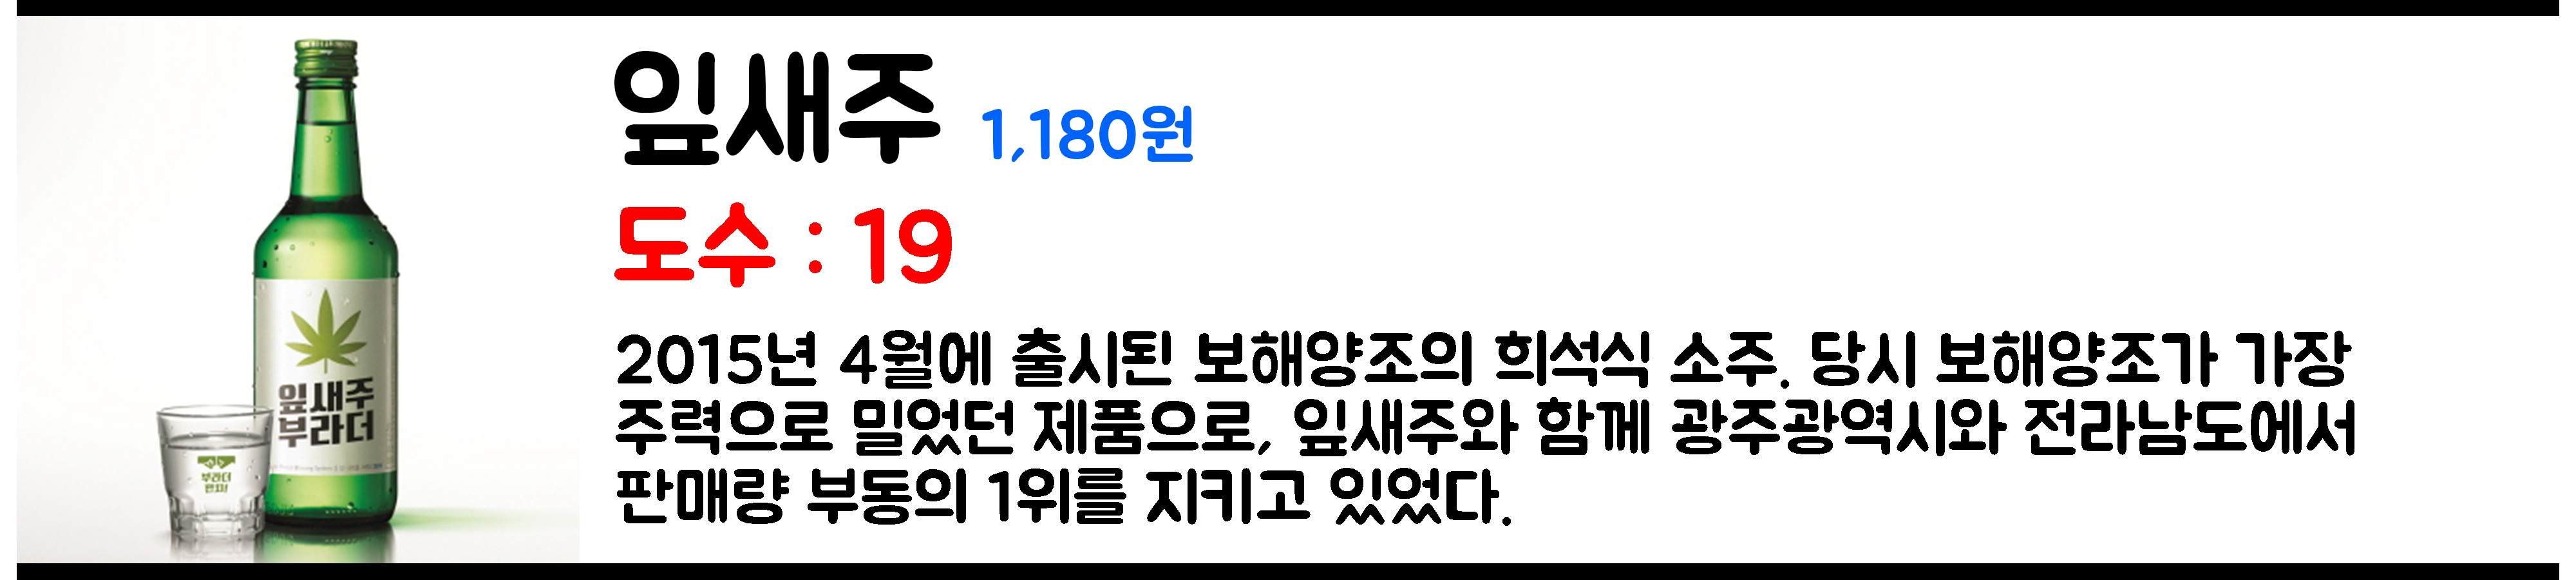 잎새주 1,180원
도수 : 19
2015년 4월에 출시된 보해양조의 희석식 소주. 당시 보해양조가 가장
주력으로 밀었던 제품으로, 잎새주와 함께 광주광역시와 전라남도에서
판매량 부동의 1위를 지키고 있었다.
잎새주
부라더
부라더